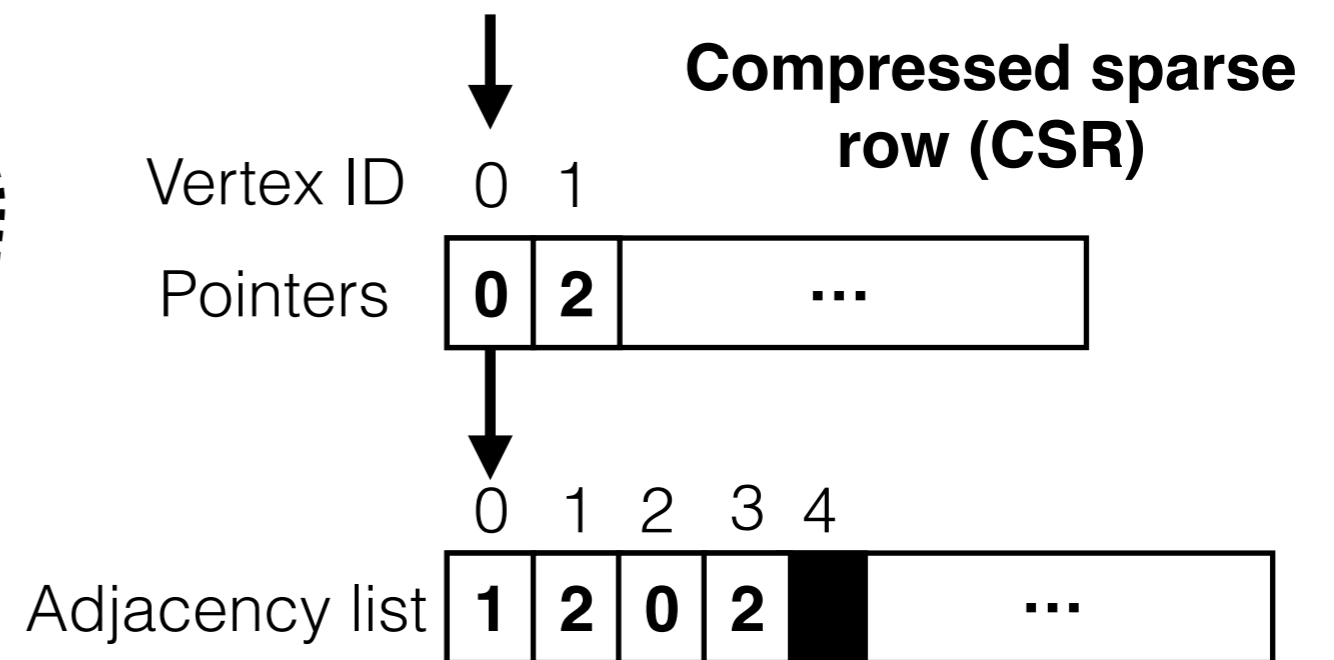 Compressed sparse
row (CSR)
Vertex ID 0 1
Pointers 0 2 ...
0 1 2 3 4
Adjacency list 1 2 0 2 ...